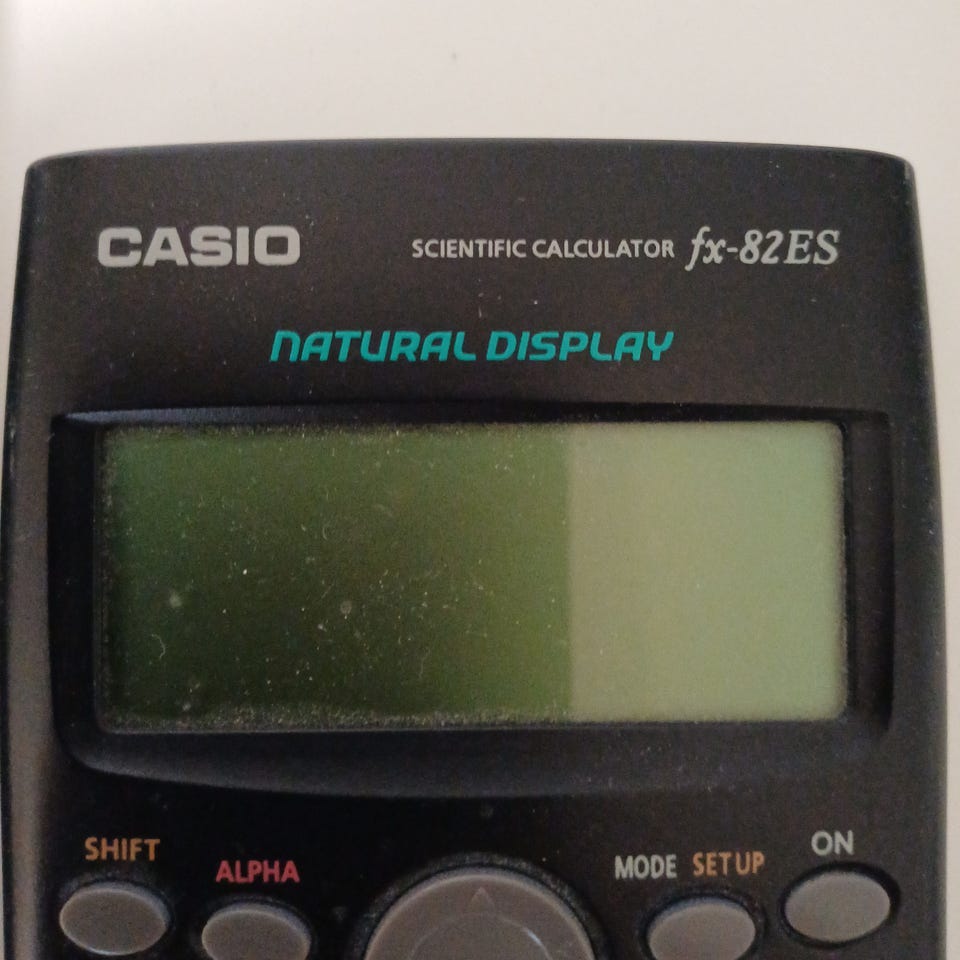 CASIO SCIENTIFIC CALCULATOR fx-82ES
NATURAL DISPLAY
SHIFT ALPHA MODE SETUP ON